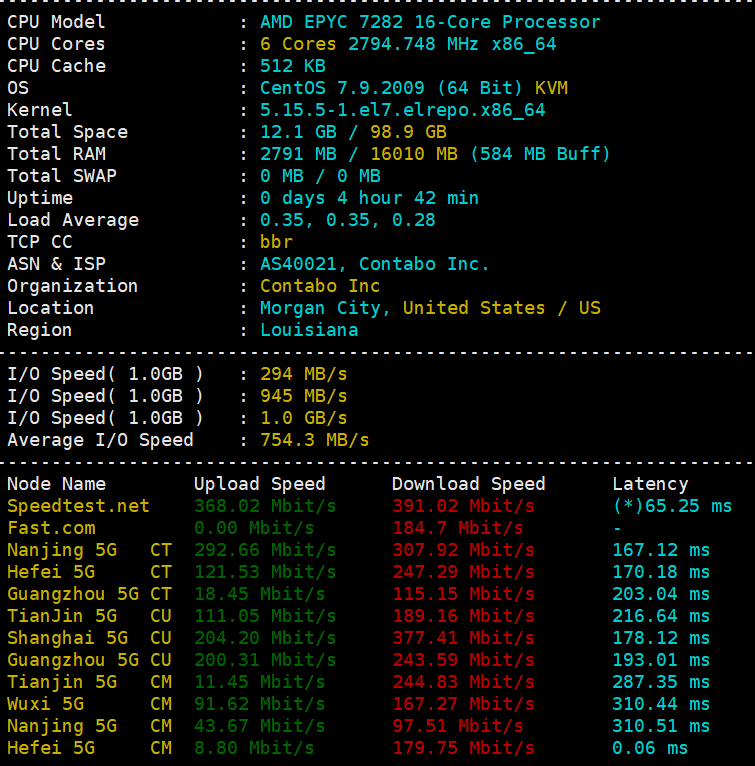 CPU Model : AMD EPYC 7282 16-Core Processor
CPU Cores : 6 Cores 2794.748 MHz x86_64
CPU Cache : 512 KB
OS : CentOS 7.9.2009 (64 Bit) KVM
Kernel : 5.15.5-1.el7.elrepo.x86_64
Total Space : 12.1 GB / 98.9 GB
Total RAM : 2791 MB / 16010 MB (584 MB Buff)
Total SWAP : 0 MB / 0 MB
Uptime : 0 days 4 hour 42 min
Load Average : 0.35, 0.35, 0.28
TCP CC : bbr
ASN & ISP : AS40021, Contabo Inc.
Organization : Contabo Inc
Location : Morgan City, United States / US
Region : Louisiana
I/O Speed( 1.0GB ) : 294 MB/s
I/O Speed( 1.0GB ) : 945 MB/s
I/O Speed( 1.0GB ) : 1.0 GB/s
Average I/O Speed : 754.3 MB/s
Node Name Upload Speed Download Speed Latency
Speedtest.net 368.02 Mbit/s 391.02 Mbit/s (*)65.25 ms
Fast.com 0.00 Mbit/s 184.7 Mbit/s -
Nanjing 5G CT 292.66 Mbit/s 307.92 Mbit/s 167.12 ms
Hefei 5G CT 121.53 Mbit/s 247.29 Mbit/s 170.18 ms
Guangzhou 5G CT 18.45 Mbit/s 115.15 Mbit/s 203.04 ms
TianJin 5G CU 111.05 Mbit/s 189.16 Mbit/s 216.64 ms
Shanghai 5G CU 204.20 Mbit/s 377.41 Mbit/s 178.12 ms
Guangzhou 5G CU 200.31 Mbit/s 243.59 Mbit/s 193.01 ms
Tianjin 5G CM 11.45 Mbit/s 244.83 Mbit/s 287.35 ms
Wuxi 5G CM 91.62 Mbit/s 167.27 Mbit/s 310.44 ms
Nanjing 5G CM 43.67 Mbit/s 97.51 Mbit/s 310.51 ms
Hefei 5G CM 8.80 Mbit/s 179.75 Mbit/s 0.06 ms